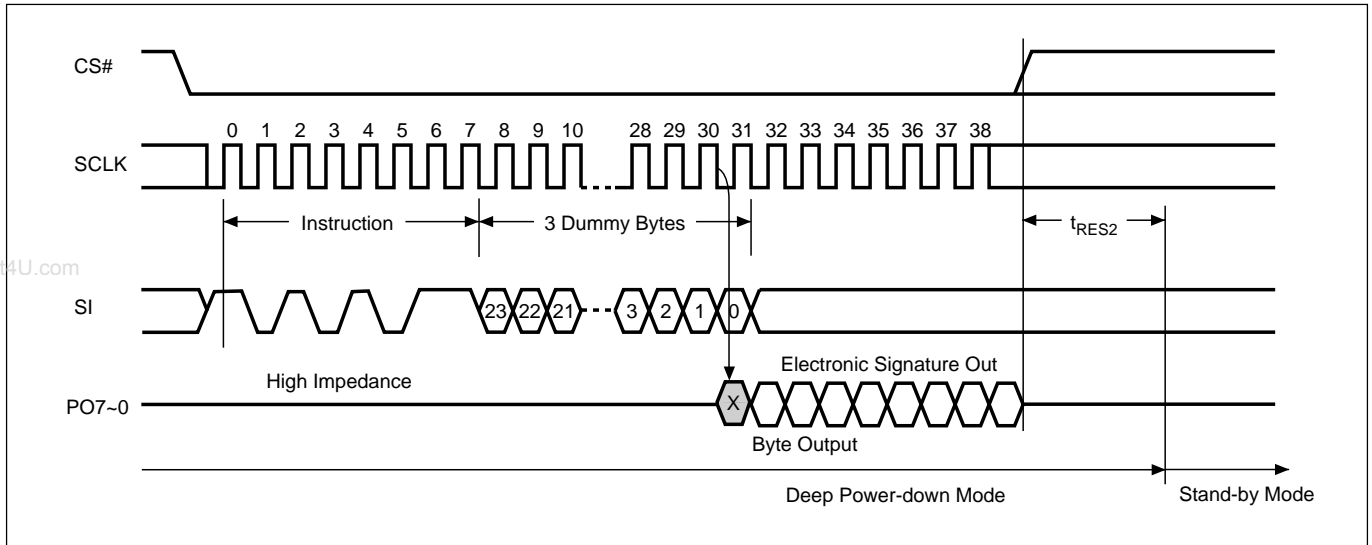 CS#
0 1 2 3 4 5 6 7 8 9 10 28 29 30 31 32 33 34 35 36 37 38
SCLK
Instruction
3 Dummy Bytes
tRES2
t4U.com
SI
23 22 21 3 2 1 0
High Impedance
Electronic Signature Out
PO7~0
X
Byte Output
Deep Power-down Mode
Stand-by Mode